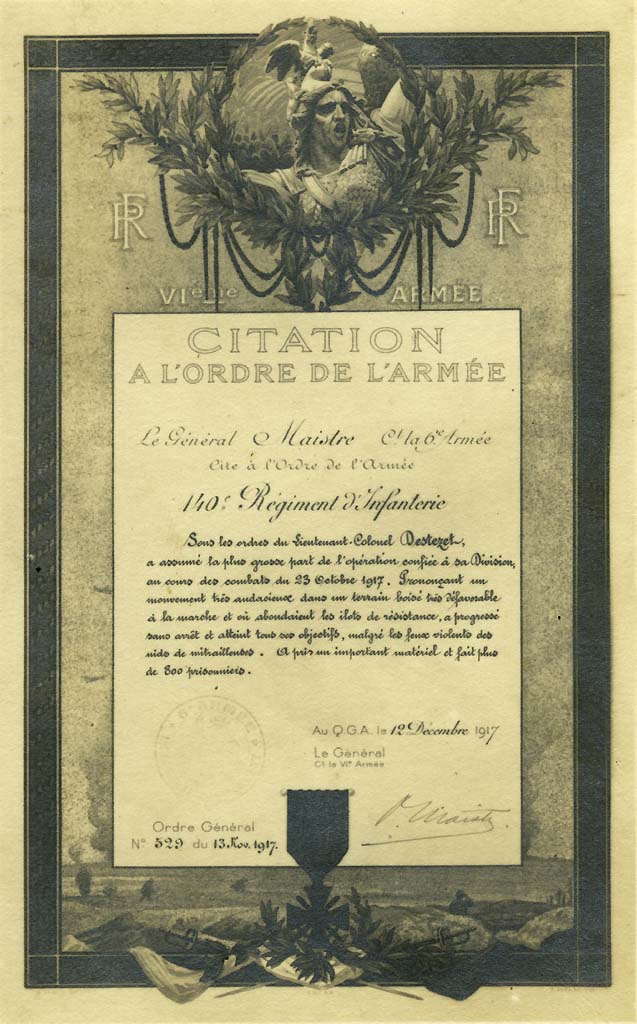 RF RF
VIème ARMÉE
CITATION
A L'ORDRE DE L'ARMÉE
Le Général Maistre Ct la 6e Armée
Cite à l'Ordre de l'Armée
140e Régiment d'Infanterie
Sous les ordres du Lieutenant-Colonel Destezet,
a assumé la plus grosse part de l'opération confiée à sa Division,
au cours des combats du 23 Octobre 1917. Prononçant un
mouvement très audacieux dans un terrain boisé très défavorable
à la marche et où abondaient les ilots de résistance, a progressé
sans arrêt et atteint tous ses objectifs, malgré les feux violents des
nids de mitrailleuses. A pris un important matériel et fait plus
de 800 prisonniers.
Au Q.G.A. le 12 Décembre 1917
Le Général
Ct la VIe Armée
Ordre Général
No 529 du 13 Nov. 1917.
P. Maistre